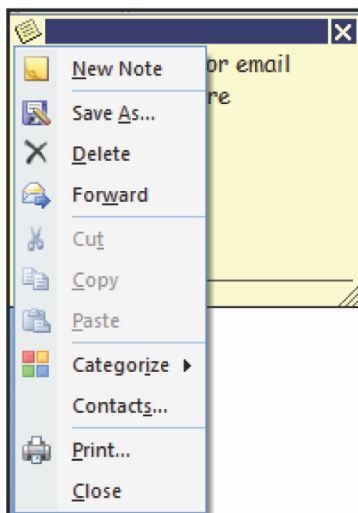 New Note
or email
Save As...
re
Delete
Forward
Cut
Copy
Paste
Categorize
Contacts...
Print...
Close